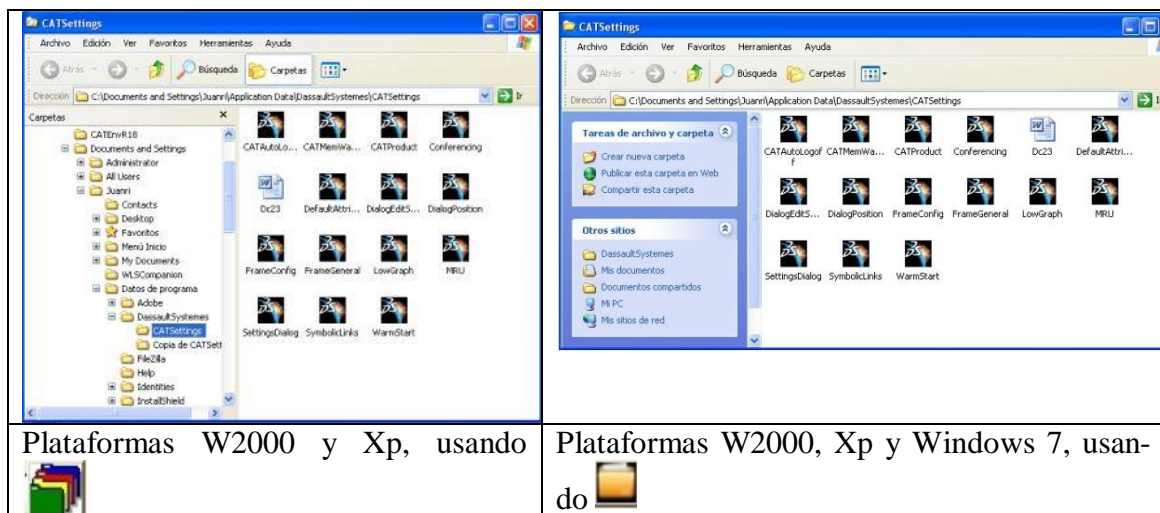 CATSettings
Archivo Edición Ver Favoritos Herramientas Ayuda
Atrás Búsqueda Carpetas
Dirección C:\Documents and Settings\Juanri\Application Data\DassaultSystemes\CATSettings Ir
Carpetas
CATEnvR18
Documents and Settings
Administrator
All Users
Juanri
Contacts
Desktop
Favoritos
Menú Inicio
My Documents
WLSCompanion
Datos de programa
Adobe
DassaultSystemes
CATSettings
Copia de CATSett
FileZilla
Help
Identities
InstallShield
CATAutoLo... CATMemWa... CATProduct Conferencing
Dc23 DefaultAttri... DialogEditS... DialogPosition
FrameConfig FrameGeneral LowGraph MRU
SettingsDialog SymbolicLinks WarmStart
Plataformas W2000 y Xp, usando
CATSettings
Archivo Edición Ver Favoritos Herramientas Ayuda
Atrás Búsqueda Carpetas
Dirección C:\Documents and Settings\Juanri\Application Data\DassaultSystemes\CATSettings
Tareas de archivo y carpeta
Crear nueva carpeta
Publicar esta carpeta en Web
Compartir esta carpeta
Otros sitios
DassaultSystemes
Mis documentos
Documentos compartidos
Mi PC
Mis sitios de red
CATAutoLogof CATMemWa... CATProduct Conferencing Dc23 DefaultAttri...
f
DialogEditS... DialogPosition FrameConfig FrameGeneral LowGraph MRU
SettingsDialog SymbolicLinks WarmStart
Plataformas W2000, Xp y Windows 7, usan-
do